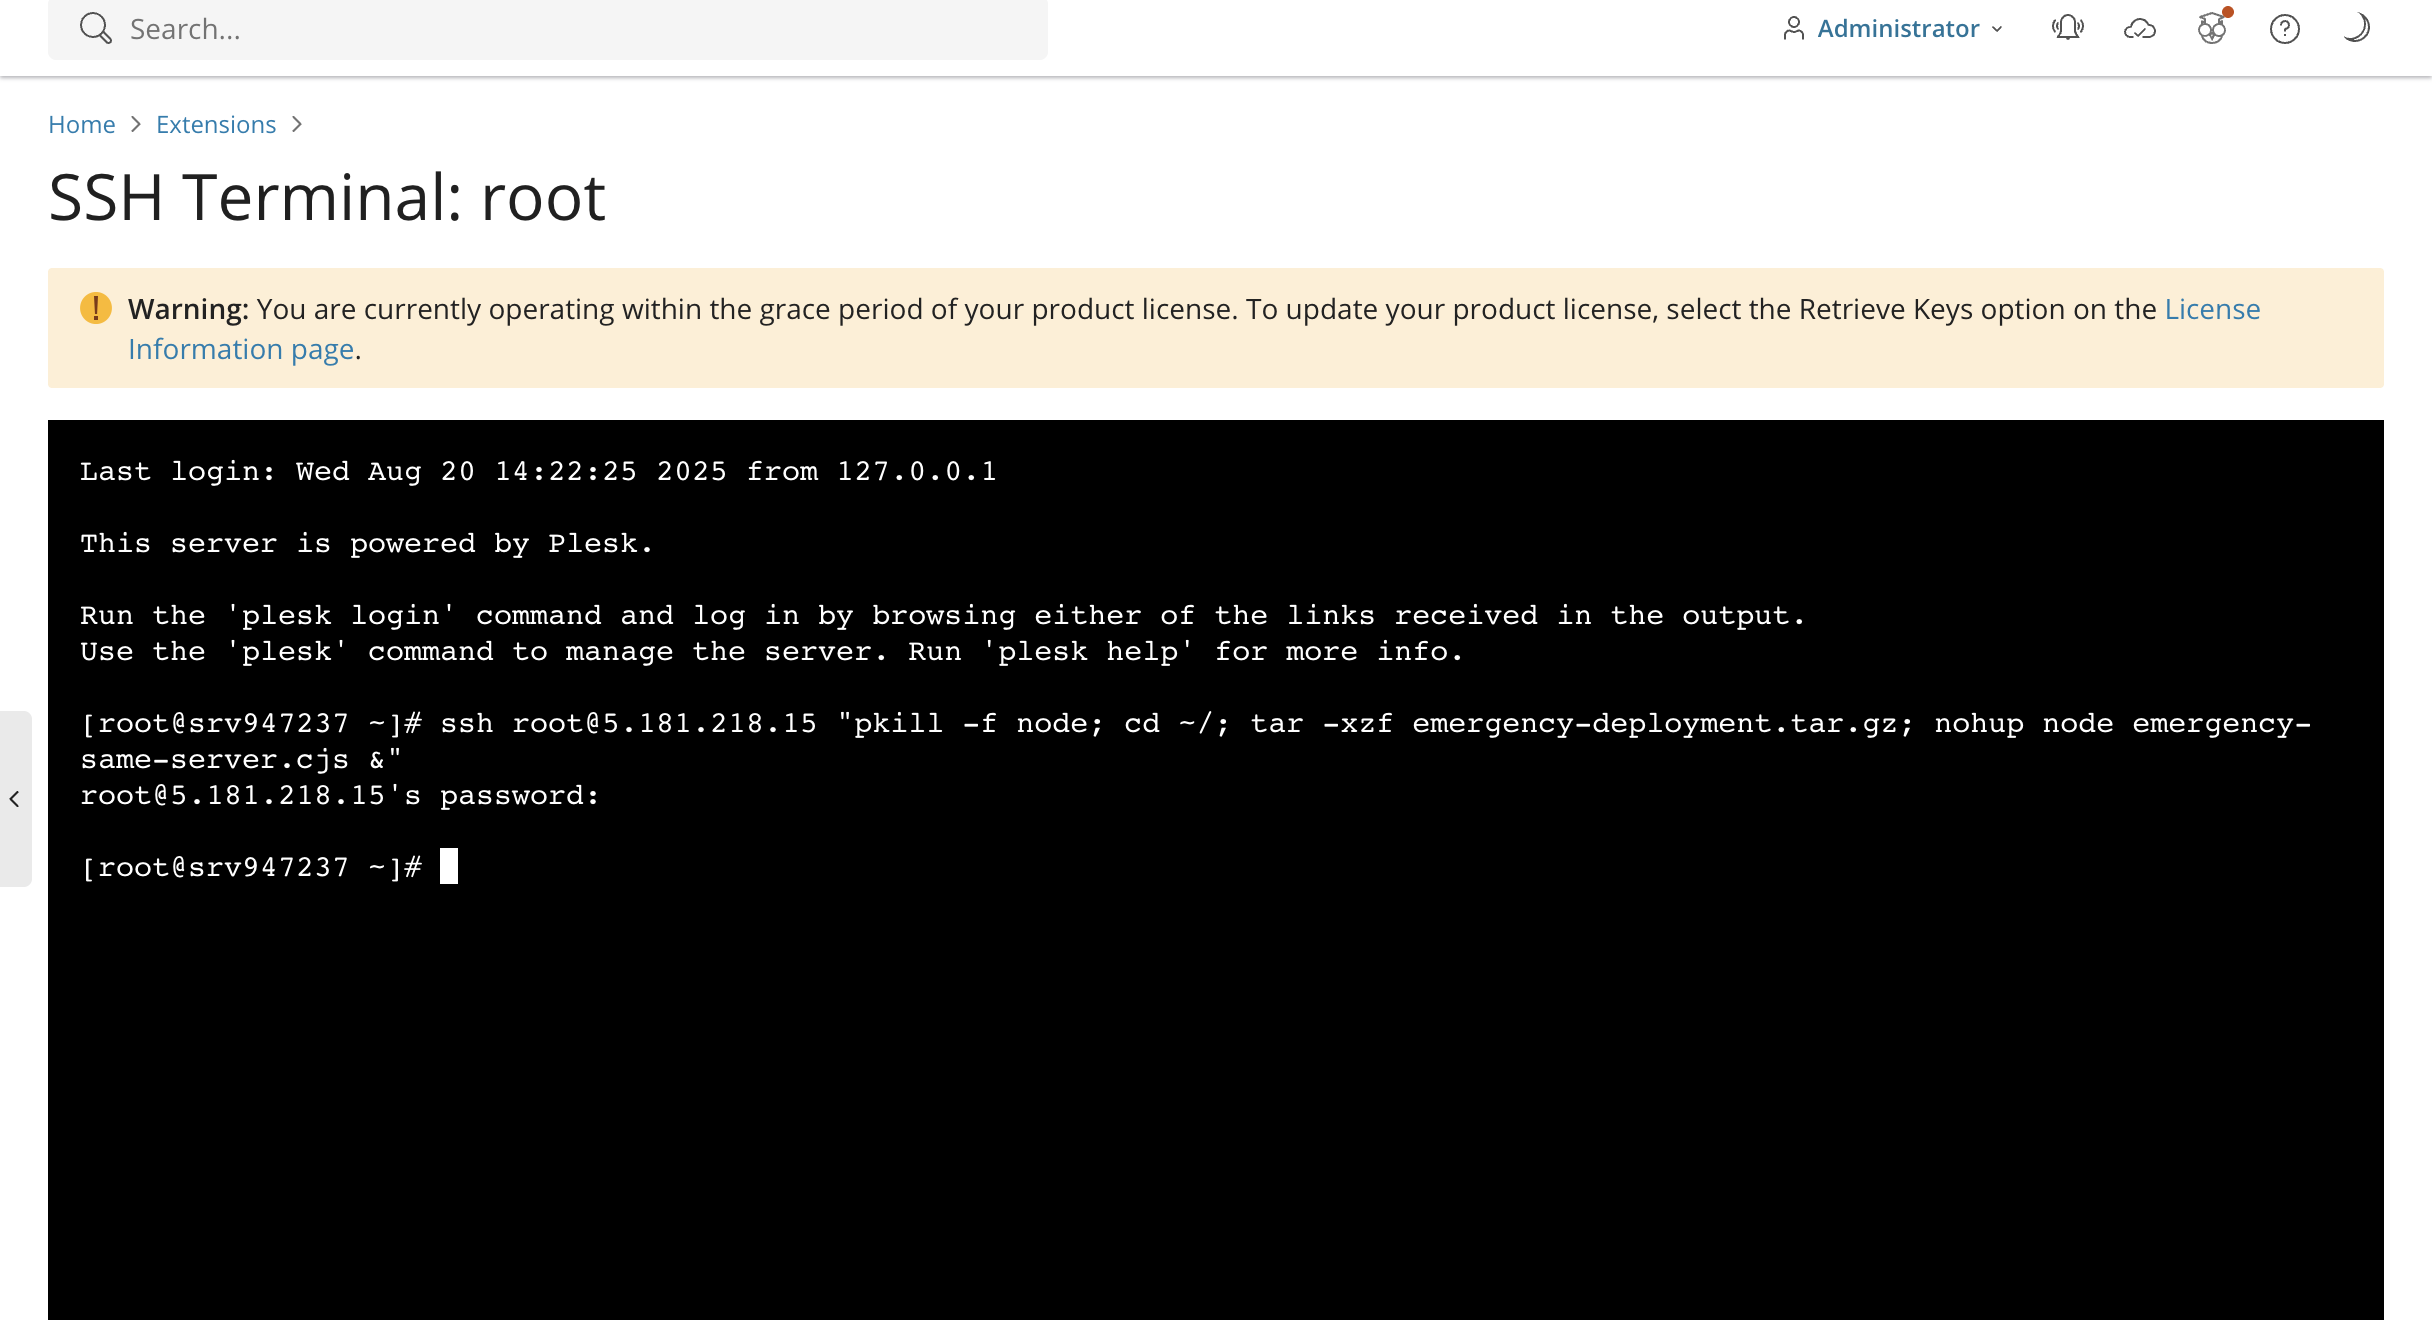 Search...
Administrator
Home > Extensions >
SSH Terminal: root
Warning: You are currently operating within the grace period of your product license. To update your product license, select the Retrieve Keys option on the License
Information page.
Last login: Wed Aug 20 14:22:25 2025 from 127.0.0.1
This server is powered by Plesk.
Run the 'plesk login' command and log in by browsing either of the links received in the output.
Use the 'plesk' command to manage the server. Run 'plesk help' for more info.
[root@srv947237 ~]# ssh root@5.181.218.15 "pkill -f node; cd ~/; tar -xzf emergency-deployment.tar.gz; nohup node emergency-
same-server.cjs &"
root@5.181.218.15's password:
[root@srv947237 ~]#